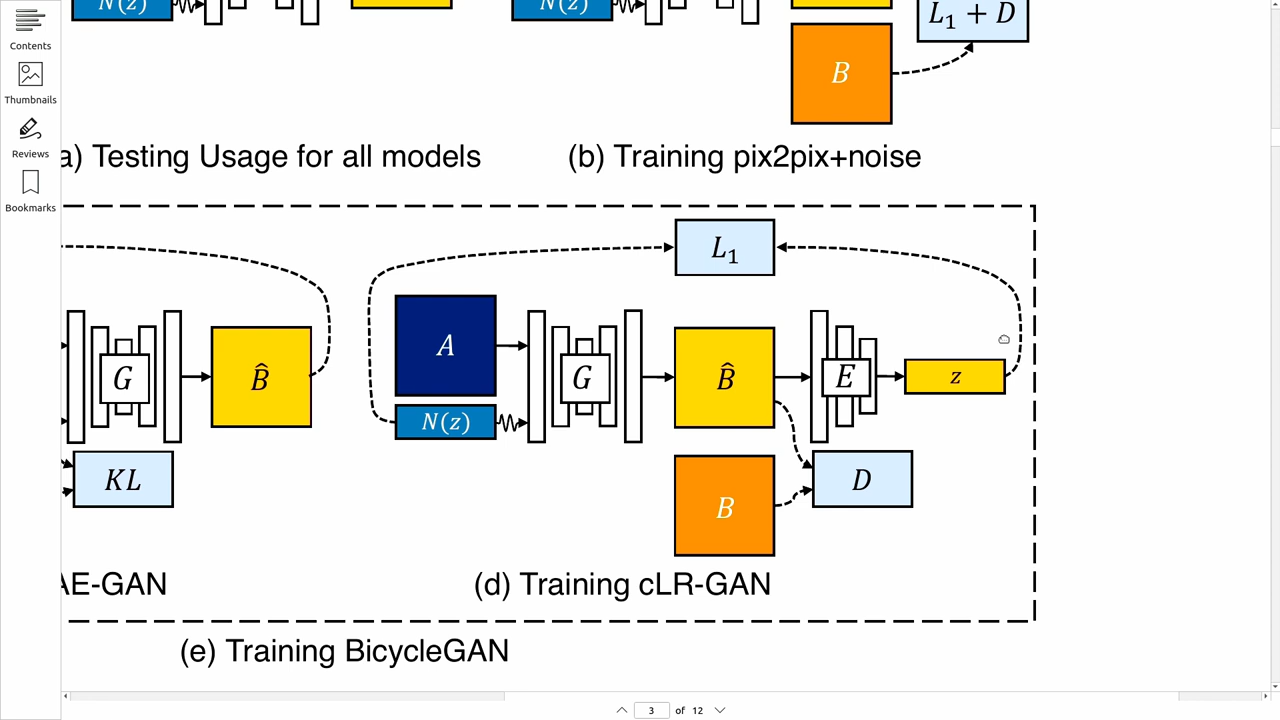 Contents
Thumbnails
Reviews
Bookmarks
N(z)
N(z)
L₁ + D
B
a) Testing Usage for all models
(b) Training pix2pix+noise
L₁
A
G
B̂
G
B̂
E
z
N(z)
KL
B
D
AE-GAN
(d) Training cLR-GAN
(e) Training BicycleGAN
3 of 12